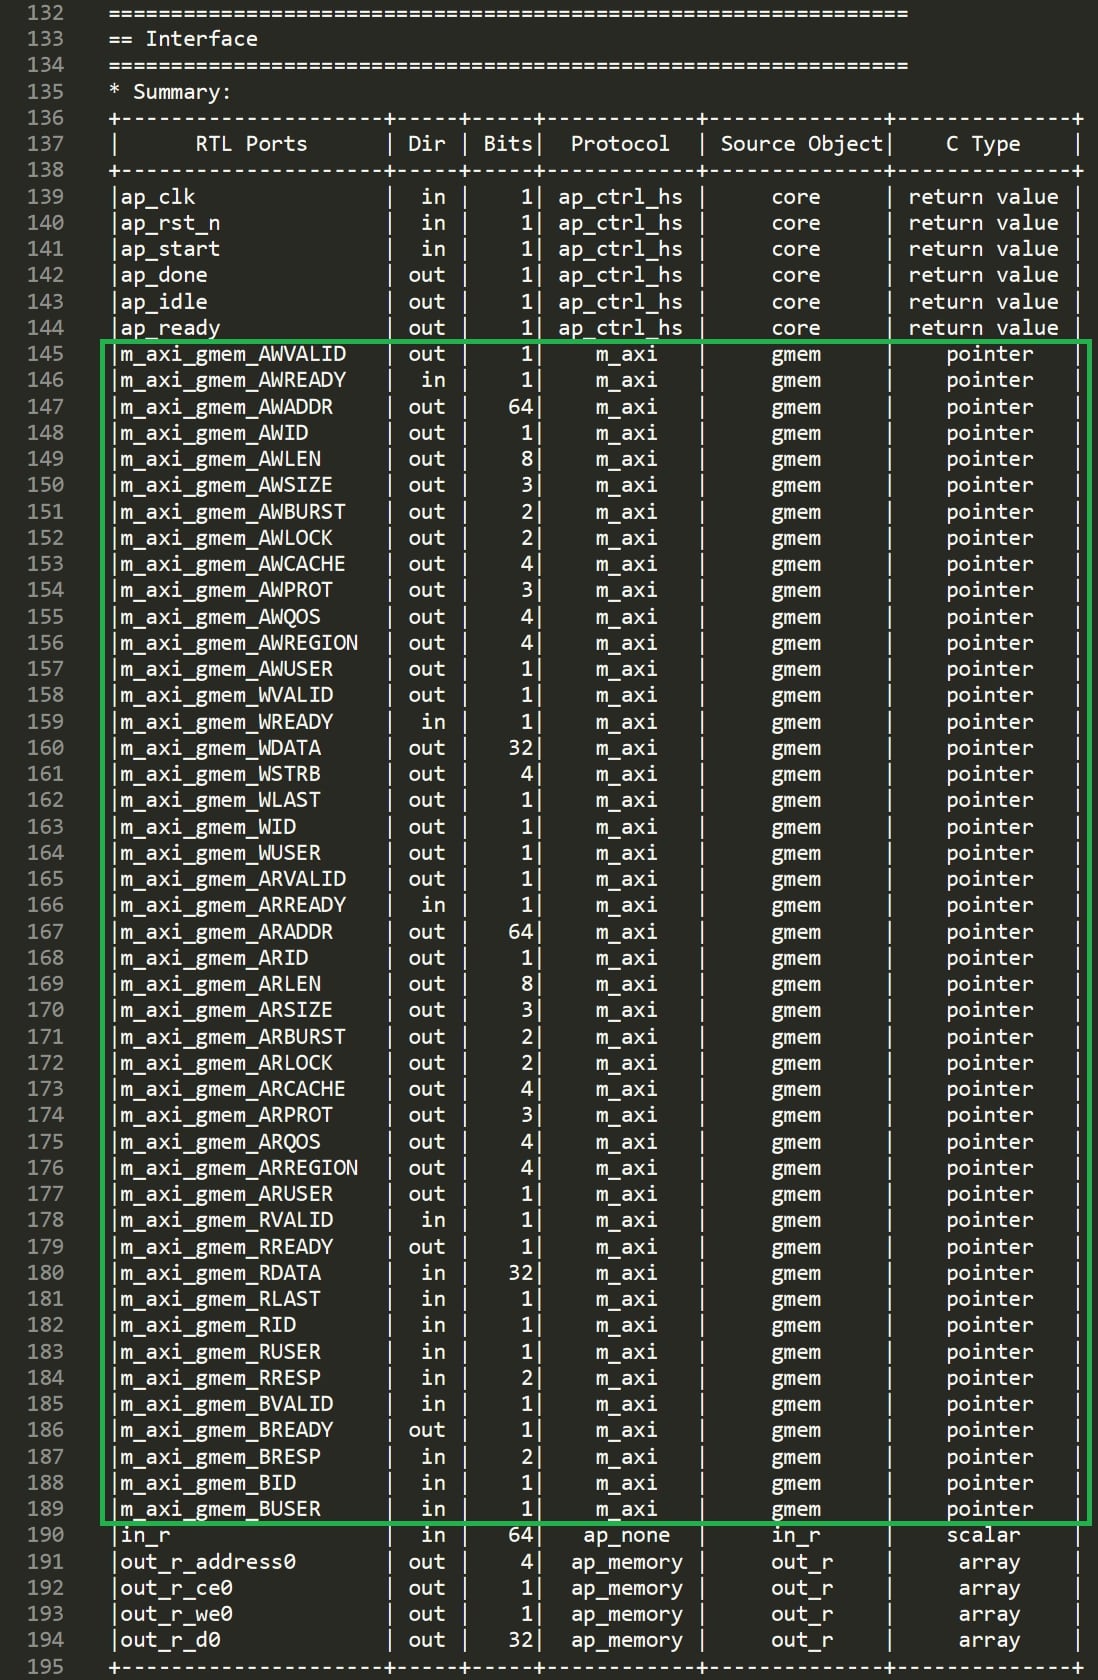 132 ================================================================
133 == Interface
134 ================================================================
135 * Summary:
136 +---------------------+-----+-----+------------+--------------+--------------+
137 |      RTL Ports      | Dir | Bits|  Protocol  | Source Object|    C Type    |
138 +---------------------+-----+-----+------------+--------------+--------------+
139 |ap_clk               |  in |    1| ap_ctrl_hs |     core     | return value |
140 |ap_rst_n             |  in |    1| ap_ctrl_hs |     core     | return value |
141 |ap_start             |  in |    1| ap_ctrl_hs |     core     | return value |
142 |ap_done              | out |    1| ap_ctrl_hs |     core     | return value |
143 |ap_idle              | out |    1| ap_ctrl_hs |     core     | return value |
144 |ap_ready             | out |    1| ap_ctrl_hs |     core     | return value |
145 |m_axi_gmem_AWVALID   | out |    1|    m_axi   |     gmem     |    pointer   |
146 |m_axi_gmem_AWREADY   |  in |    1|    m_axi   |     gmem     |    pointer   |
147 |m_axi_gmem_AWADDR    | out |   64|    m_axi   |     gmem     |    pointer   |
148 |m_axi_gmem_AWID      | out |    1|    m_axi   |     gmem     |    pointer   |
149 |m_axi_gmem_AWLEN     | out |    8|    m_axi   |     gmem     |    pointer   |
150 |m_axi_gmem_AWSIZE    | out |    3|    m_axi   |     gmem     |    pointer   |
151 |m_axi_gmem_AWBURST   | out |    2|    m_axi   |     gmem     |    pointer   |
152 |m_axi_gmem_AWLOCK    | out |    2|    m_axi   |     gmem     |    pointer   |
153 |m_axi_gmem_AWCACHE   | out |    4|    m_axi   |     gmem     |    pointer   |
154 |m_axi_gmem_AWPROT    | out |    3|    m_axi   |     gmem     |    pointer   |
155 |m_axi_gmem_AWQOS     | out |    4|    m_axi   |     gmem     |    pointer   |
156 |m_axi_gmem_AWREGION  | out |    4|    m_axi   |     gmem     |    pointer   |
157 |m_axi_gmem_AWUSER    | out |    1|    m_axi   |     gmem     |    pointer   |
158 |m_axi_gmem_WVALID    | out |    1|    m_axi   |     gmem     |    pointer   |
159 |m_axi_gmem_WREADY    |  in |    1|    m_axi   |     gmem     |    pointer   |
160 |m_axi_gmem_WDATA     | out |   32|    m_axi   |     gmem     |    pointer   |
161 |m_axi_gmem_WSTRB     | out |    4|    m_axi   |     gmem     |    pointer   |
162 |m_axi_gmem_WLAST     | out |    1|    m_axi   |     gmem     |    pointer   |
163 |m_axi_gmem_WID       | out |    1|    m_axi   |     gmem     |    pointer   |
164 |m_axi_gmem_WUSER     | out |    1|    m_axi   |     gmem     |    pointer   |
165 |m_axi_gmem_ARVALID   | out |    1|    m_axi   |     gmem     |    pointer   |
166 |m_axi_gmem_ARREADY   |  in |    1|    m_axi   |     gmem     |    pointer   |
167 |m_axi_gmem_ARADDR    | out |   64|    m_axi   |     gmem     |    pointer   |
168 |m_axi_gmem_ARID      | out |    1|    m_axi   |     gmem     |    pointer   |
169 |m_axi_gmem_ARLEN     | out |    8|    m_axi   |     gmem     |    pointer   |
170 |m_axi_gmem_ARSIZE    | out |    3|    m_axi   |     gmem     |    pointer   |
171 |m_axi_gmem_ARBURST   | out |    2|    m_axi   |     gmem     |    pointer   |
172 |m_axi_gmem_ARLOCK    | out |    2|    m_axi   |     gmem     |    pointer   |
173 |m_axi_gmem_ARCACHE   | out |    4|    m_axi   |     gmem     |    pointer   |
174 |m_axi_gmem_ARPROT    | out |    3|    m_axi   |     gmem     |    pointer   |
175 |m_axi_gmem_ARQOS     | out |    4|    m_axi   |     gmem     |    pointer   |
176 |m_axi_gmem_ARREGION  | out |    4|    m_axi   |     gmem     |    pointer   |
177 |m_axi_gmem_ARUSER    | out |    1|    m_axi   |     gmem     |    pointer   |
178 |m_axi_gmem_RVALID    |  in |    1|    m_axi   |     gmem     |    pointer   |
179 |m_axi_gmem_RREADY    | out |    1|    m_axi   |     gmem     |    pointer   |
180 |m_axi_gmem_RDATA     |  in |   32|    m_axi   |     gmem     |    pointer   |
181 |m_axi_gmem_RLAST     |  in |    1|    m_axi   |     gmem     |    pointer   |
182 |m_axi_gmem_RID       |  in |    1|    m_axi   |     gmem     |    pointer   |
183 |m_axi_gmem_RUSER     |  in |    1|    m_axi   |     gmem     |    pointer   |
184 |m_axi_gmem_RRESP     |  in |    2|    m_axi   |     gmem     |    pointer   |
185 |m_axi_gmem_BVALID    |  in |    1|    m_axi   |     gmem     |    pointer   |
186 |m_axi_gmem_BREADY    | out |    1|    m_axi   |     gmem     |    pointer   |
187 |m_axi_gmem_BRESP     |  in |    2|    m_axi   |     gmem     |    pointer   |
188 |m_axi_gmem_BID       |  in |    1|    m_axi   |     gmem     |    pointer   |
189 |m_axi_gmem_BUSER     |  in |    1|    m_axi   |     gmem     |    pointer   |
190 |in_r                 |  in |   64|   ap_none  |     in_r     |    scalar    |
191 |out_r_address0       | out |    4|  ap_memory |     out_r    |     array    |
192 |out_r_ce0            | out |    1|  ap_memory |     out_r    |     array    |
193 |out_r_we0            | out |    1|  ap_memory |     out_r    |     array    |
194 |out_r_d0             | out |   32|  ap_memory |     out_r    |     array    |
195 +---------------------+-----+-----+------------+--------------+--------------+